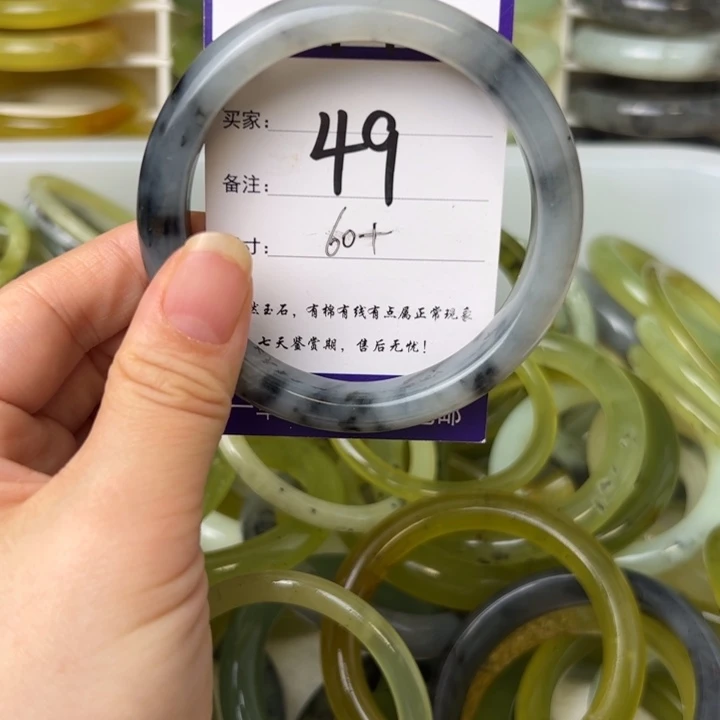 买家:
49
备注:
寸:
60+
然玉石，有棉有线有点属正常现象
七天鉴赏期，售后无忧！